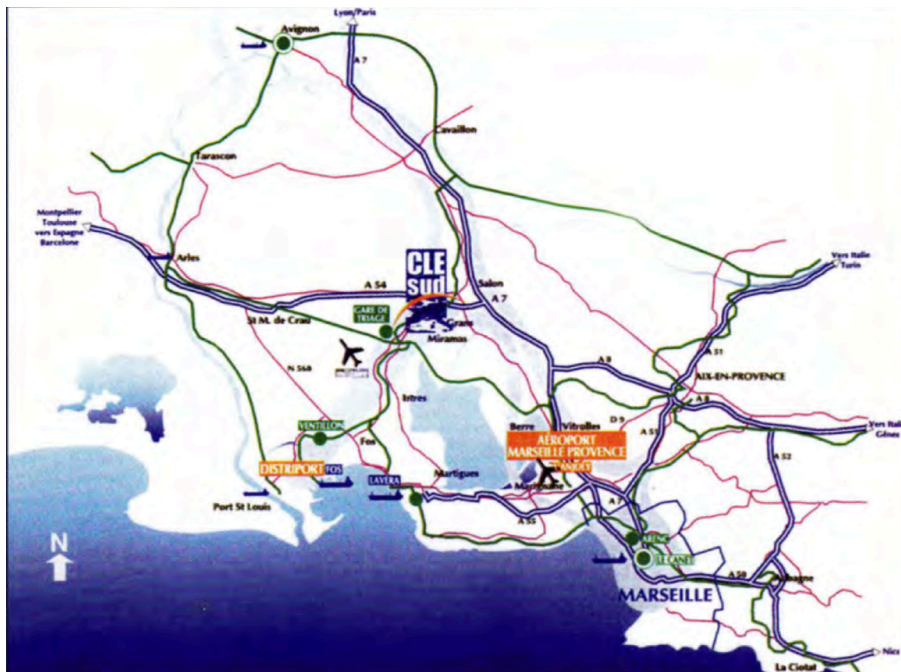 Lyon/Paris
Avignon
A 7
Cavaillon
Tarascon
Montpellier
Toulouse
vers Espagne
Barcelone
Arles
Vers Italie
Turin
CLE
sud
A 54
Salon
A 7
GARE DE
TRIAGE
St M. de Crau
Grans
Miramas
N 568
A 8
A 51
AIX-EN-PROVENCE
A 8
Istres
Vers Itali
Gênes
VENTILLON
Berre
Vitrolles
D 9
A 51
Fos
AÉROPORT
MARSEILLE PROVENCE
A 52
DISTRIPORT
FOS
Martigues
LAVERA
Port St Louis
A 55
A 7
ARENC
LE CANET
N
A 50
MARSEILLE
Nice
La Ciotat